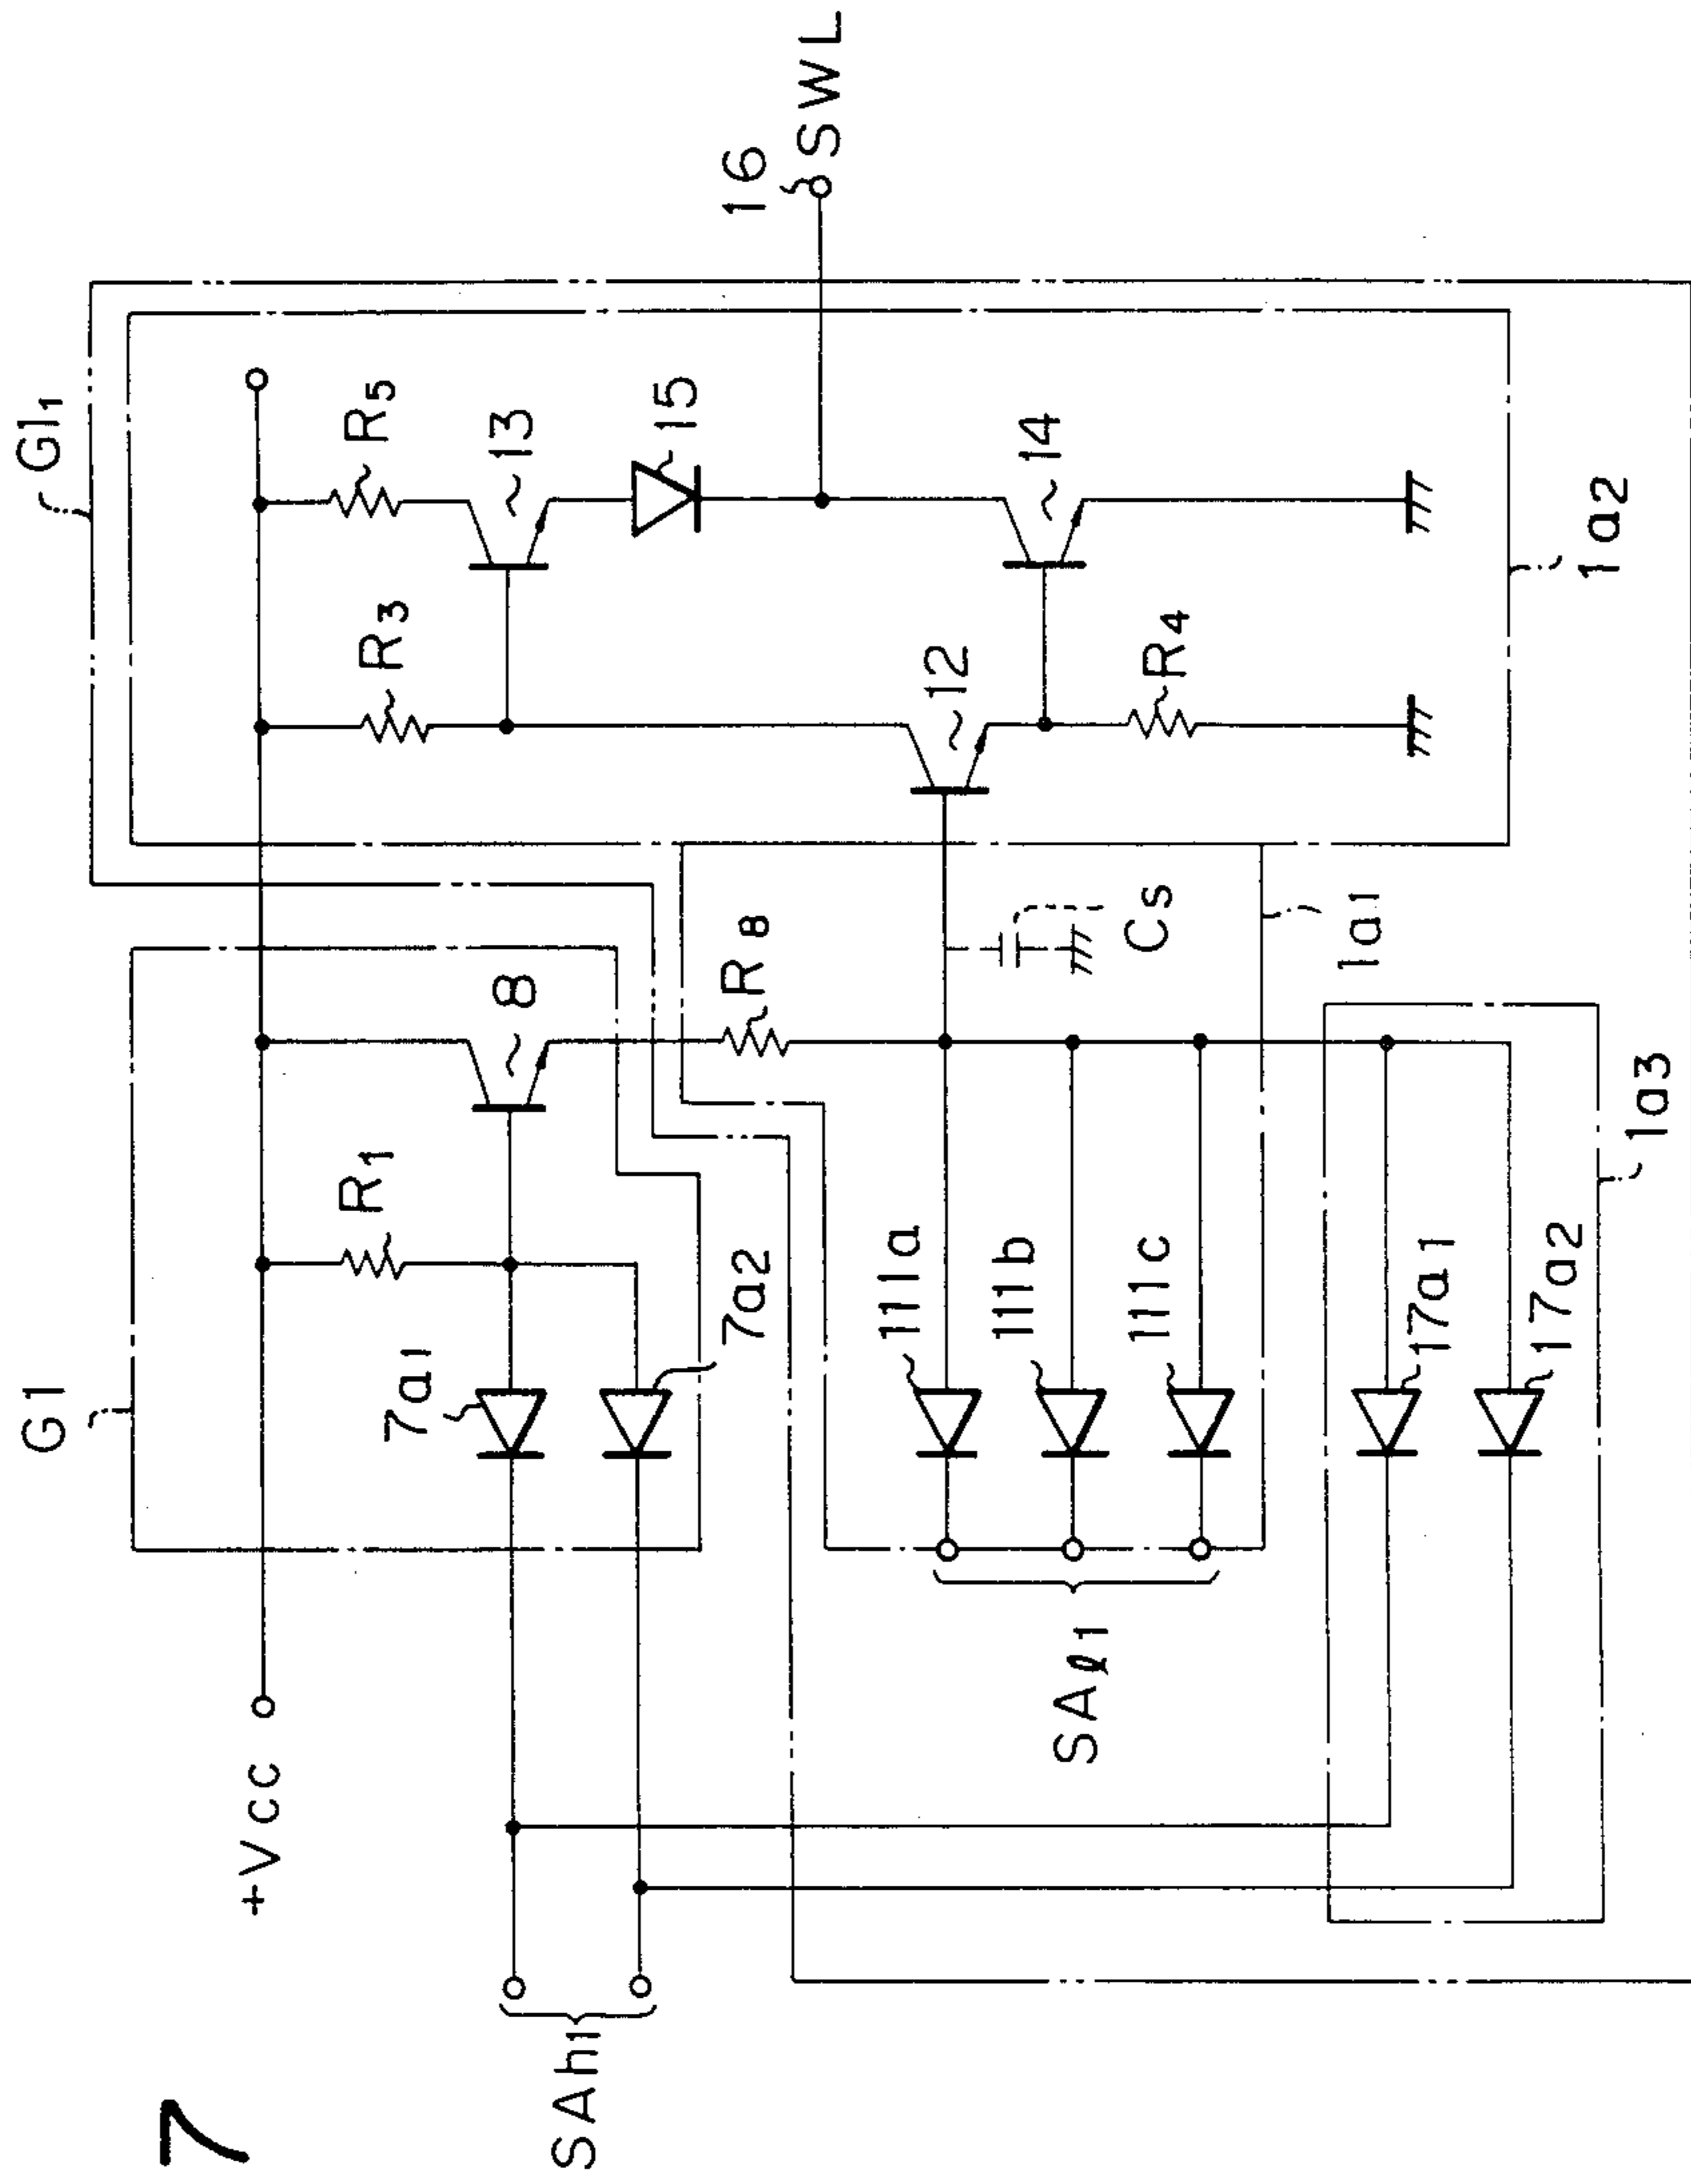 7
+Vcc
SAh1
SAℓ1
G1
Gl1
R1
8
7a1
7a2
R8
Cs
111a
111b
111c
17a1
17a2
1a1
1a3
R3
R5
13
15
12
14
R4
1a2
16
SWL